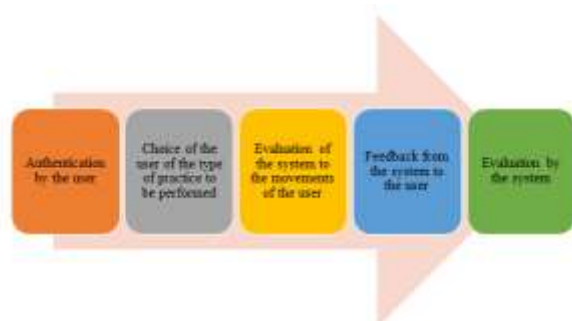 Authentication
by the user
Choice of the
user of the type
of practice to
be performed
Evaluation of
the system to
the movements
of the user
Feedback from
the system to
the user
Evaluation by
the system